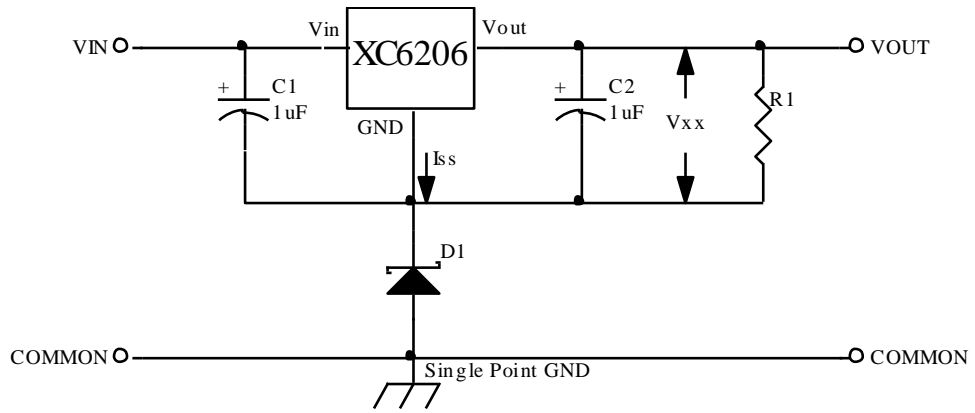 Vin
Vout
VIN
XC6206
VOUT
+
C1
1uF
+
C2
1uF
R1
Vxx
GND
Iss
D1
COMMON
COMMON
Single Point GND